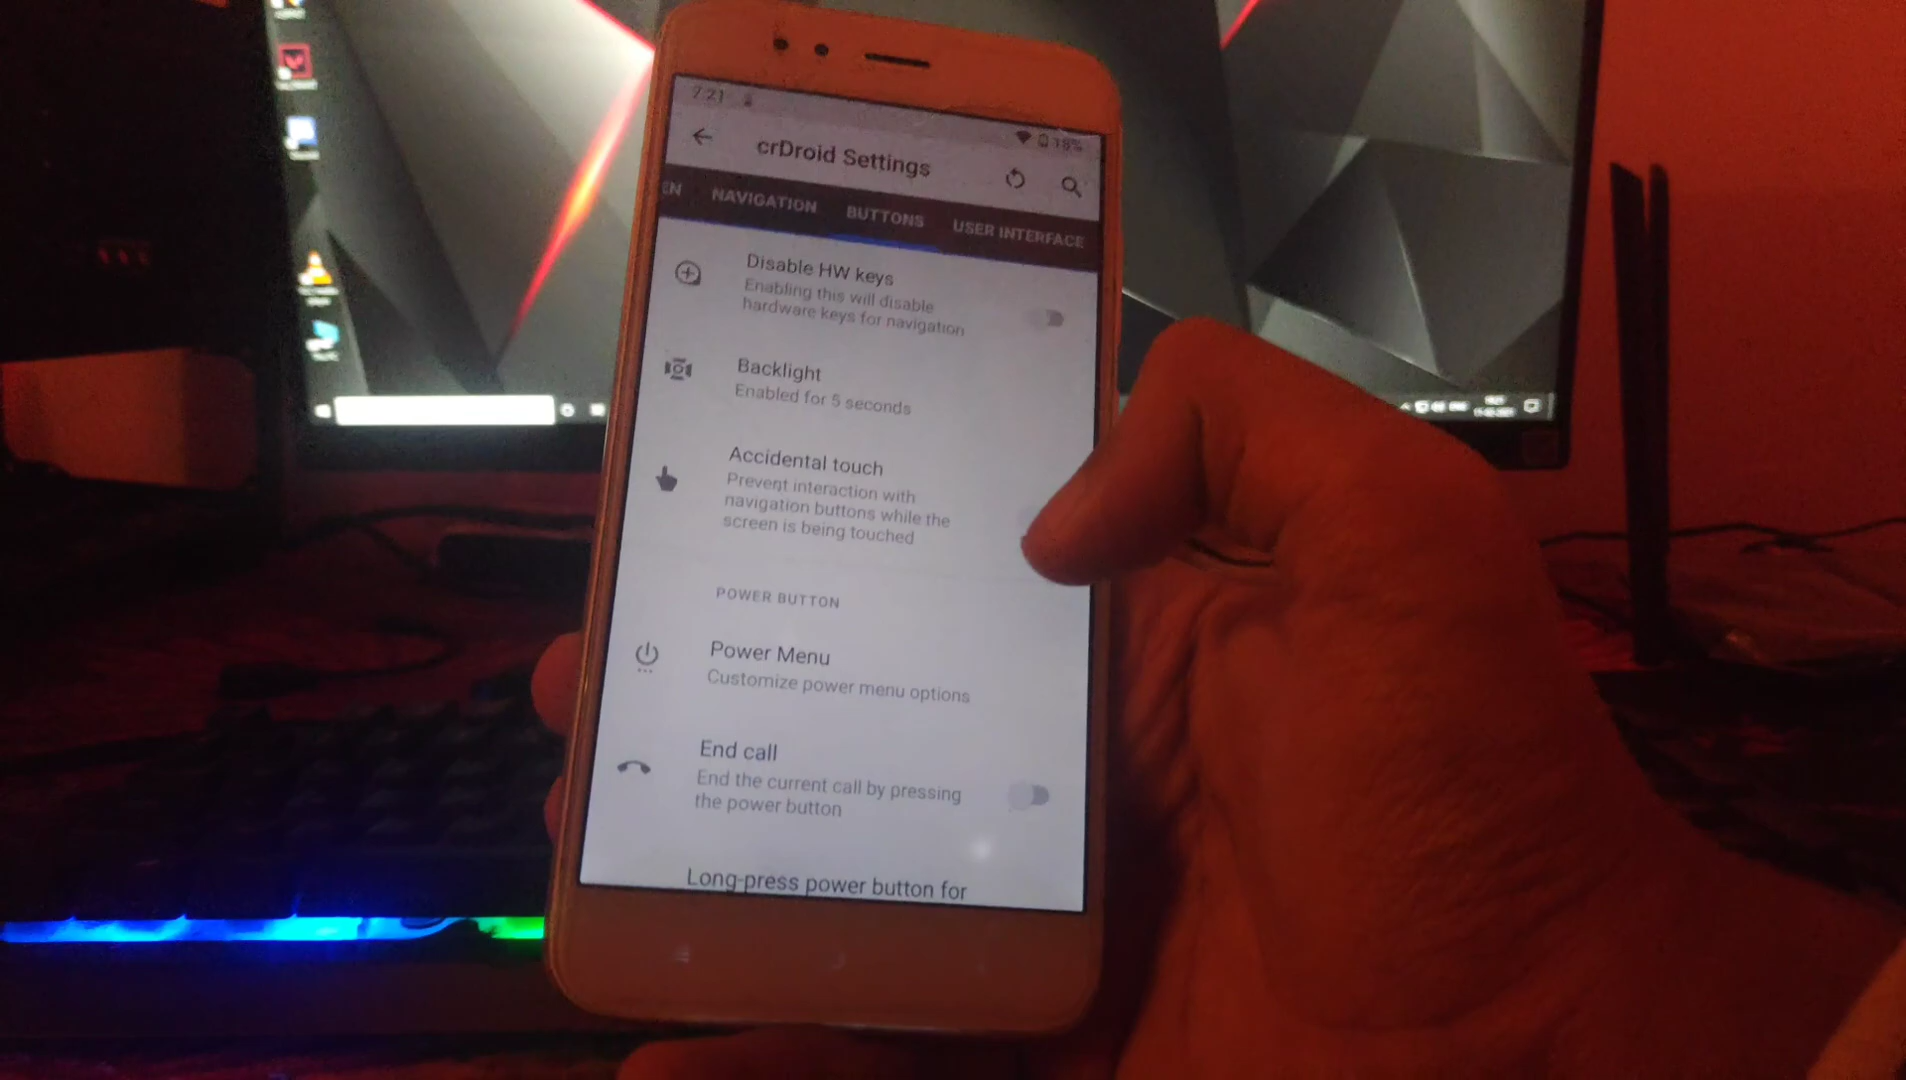 7:21
18%
crDroid Settings
EN NAVIGATION BUTTONS USER INTERFACE
Disable HW keys
Enabling this will disable
hardware keys for navigation
Backlight
Enabled for 5 seconds
Accidental touch
Prevent interaction with
navigation buttons while the
screen is being touched
POWER BUTTON
Power Menu
Customize power menu options
End call
End the current call by pressing
the power button
Long-press power button for